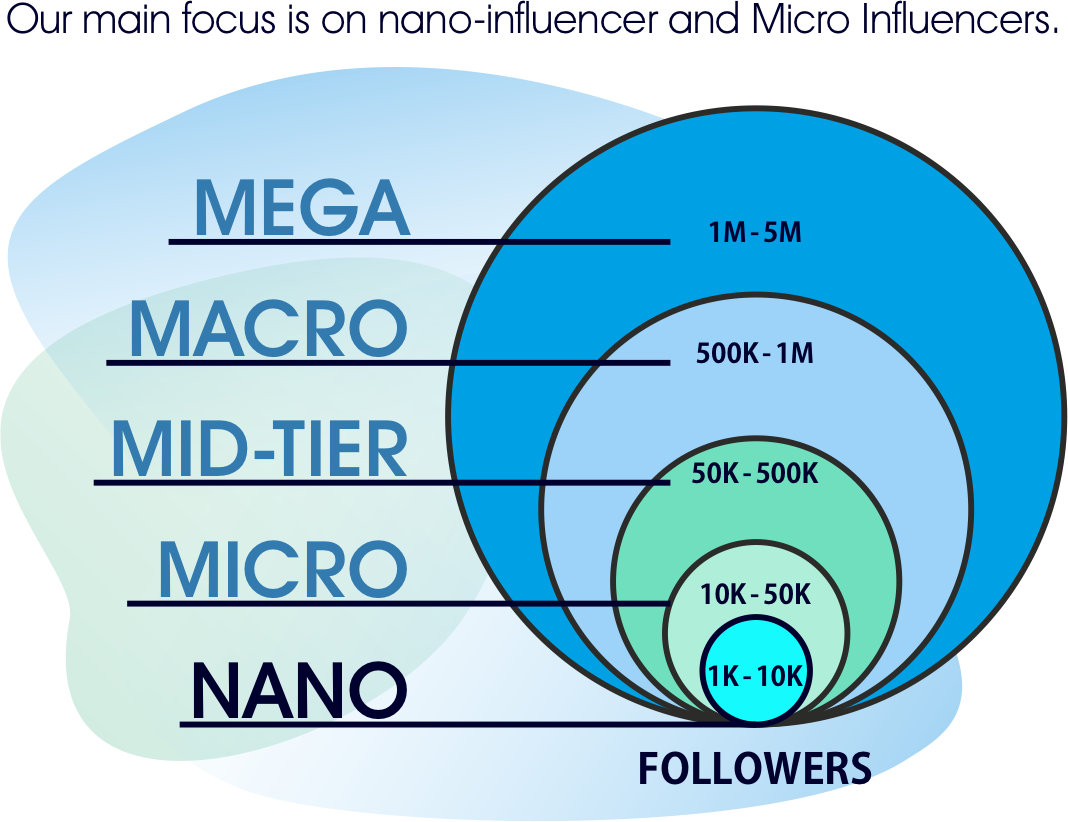 Our main focus is on nano-influencer and Micro Influencers.
MEGA
1M - 5M
MACRO
500K - 1M
MID-TIER
50K - 500K
MICRO
10K - 50K
NANO
1K - 10K
FOLLOWERS